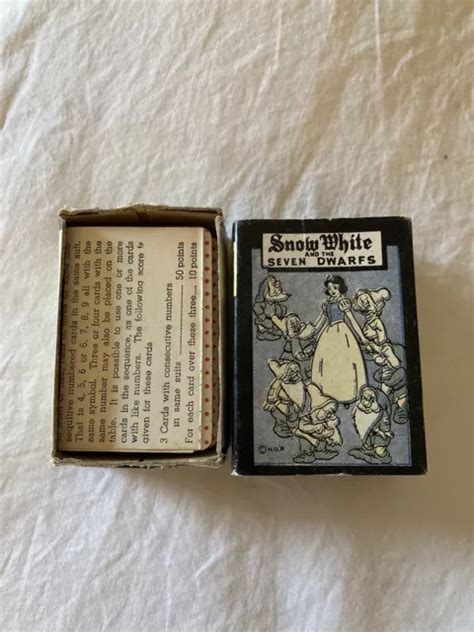 sequitive numbered cards in the same suit.
That is 4, 5, 6 or 6, 7, 8, 9 all with the
same symbol. Three or four cards with the
same number may also be placed on the
table. It is possible to use one or more
cards in the sequence, as one of the cards
with like numbers. The following score is
given for these cards
3 Cards with consecutive numbers
in same suits 50 points
For each card over these three 10 points
Snow White
AND THE
SEVEN DWARFS
© W.D.P.